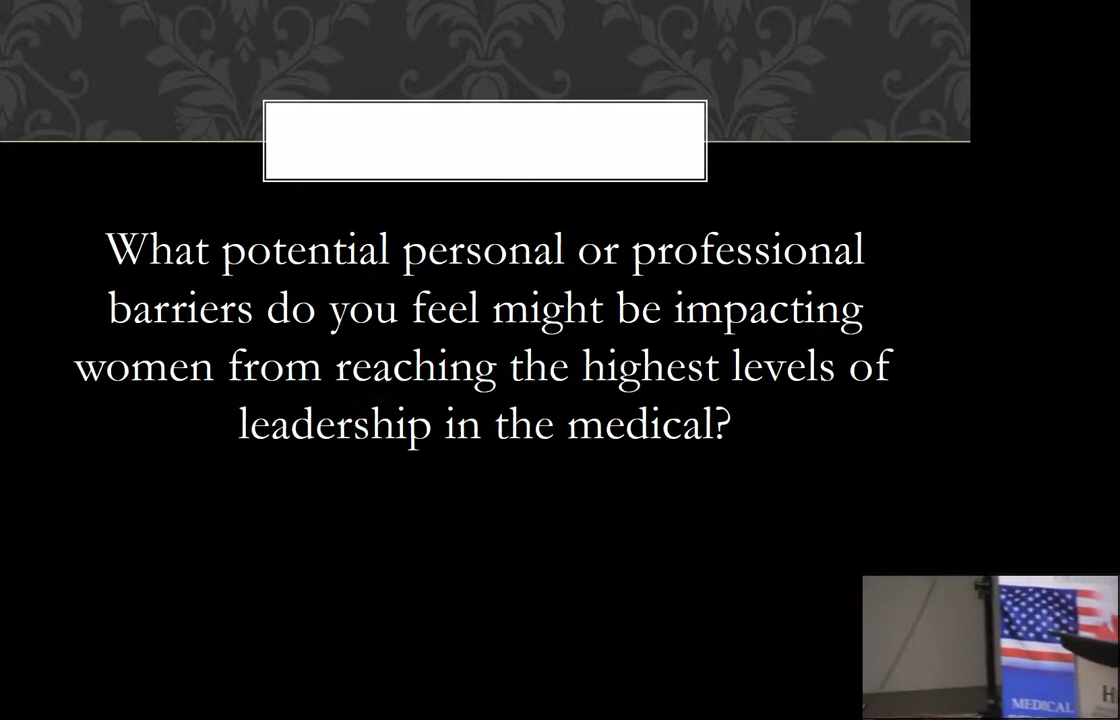 What potential personal or professional
barriers do you feel might be impacting
women from reaching the highest levels of
leadership in the medical?
MEDICAL
H